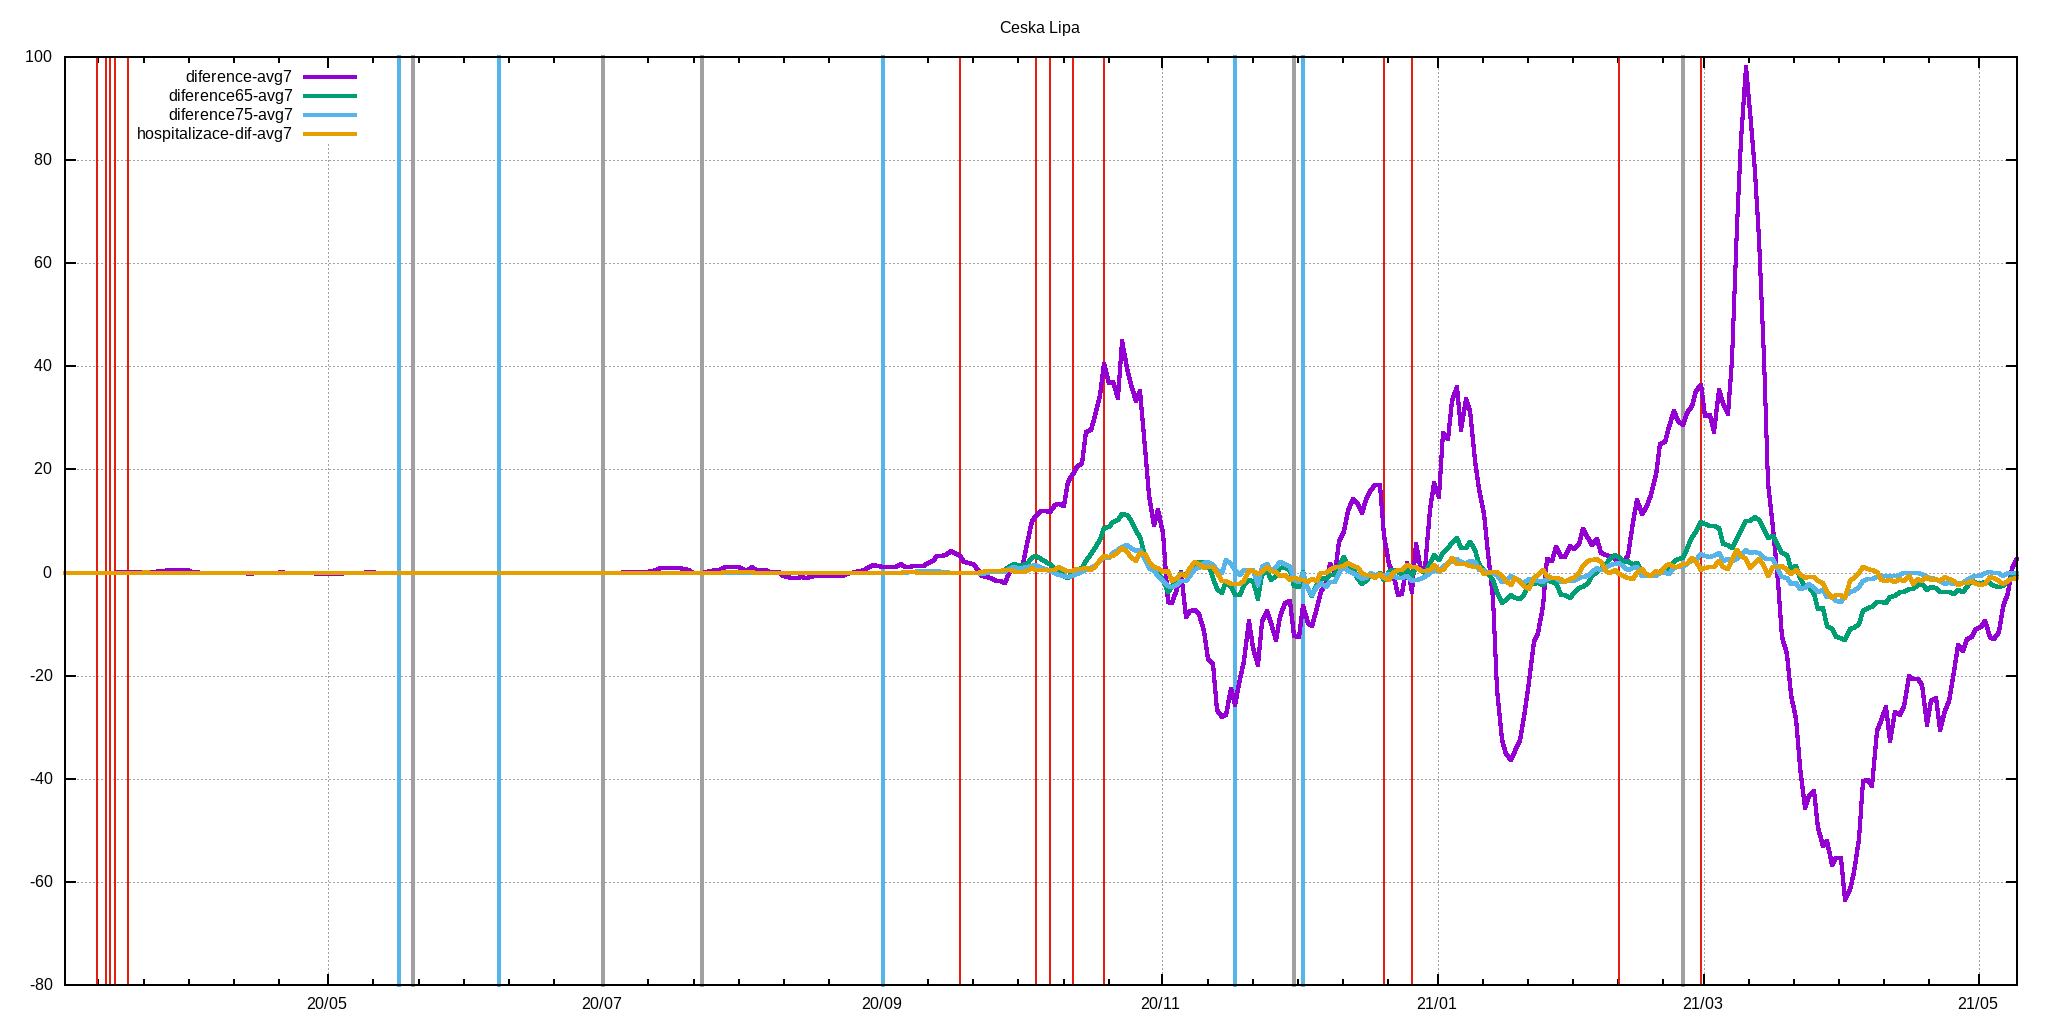 Ceska Lipa
diference-avg7
diference65-avg7
diference75-avg7
hospitalizace-dif-avg7
100
80
60
40
20
0
-20
-40
-60
-80
20/05 20/07 20/09 20/11 21/01 21/03 21/05